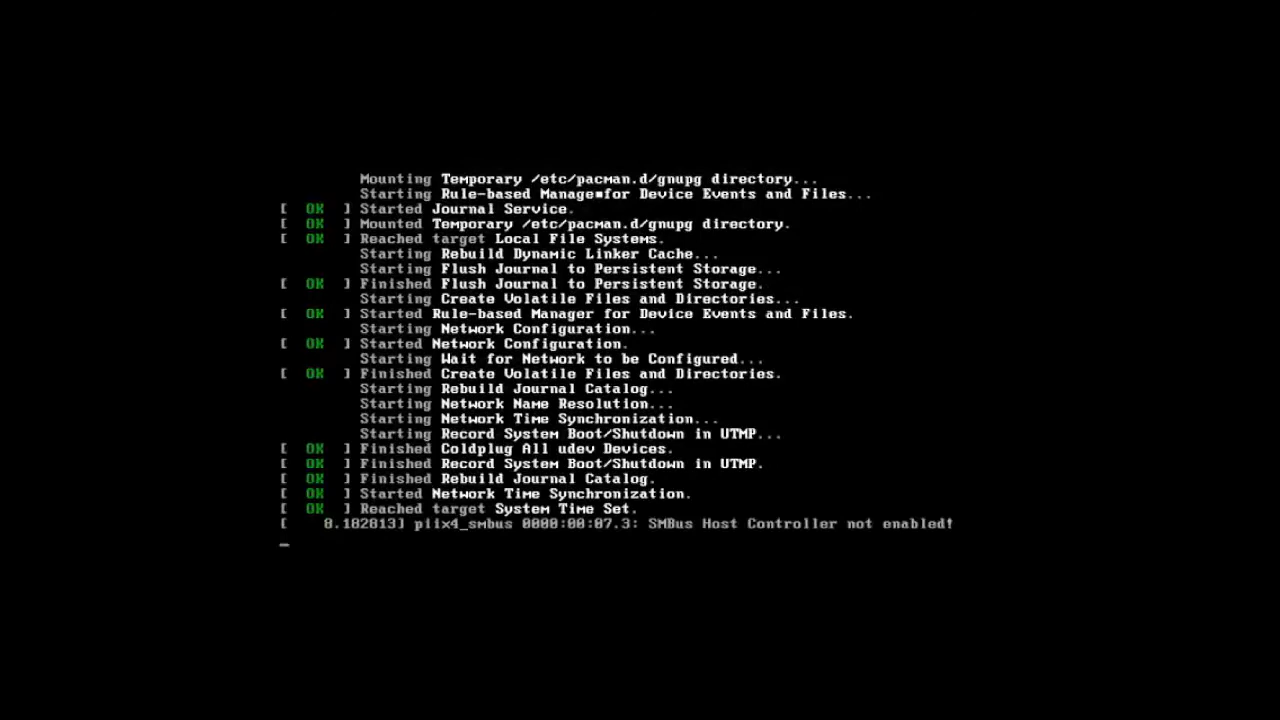 Mounting Temporary /etc/pacman.d/gnupg directory...
Starting Rule-based Manage■for Device Events and Files...
[  OK  ] Started Journal Service.
[  OK  ] Mounted Temporary /etc/pacman.d/gnupg directory.
[  OK  ] Reached target Local File Systems.
Starting Rebuild Dynamic Linker Cache...
Starting Flush Journal to Persistent Storage...
[  OK  ] Finished Flush Journal to Persistent Storage.
Starting Create Volatile Files and Directories...
[  OK  ] Started Rule-based Manager for Device Events and Files.
Starting Network Configuration...
[  OK  ] Started Network Configuration.
Starting Wait for Network to be Configured...
[  OK  ] Finished Create Volatile Files and Directories.
Starting Rebuild Journal Catalog...
Starting Network Name Resolution...
Starting Network Time Synchronization...
Starting Record System Boot/Shutdown in UTMP...
[  OK  ] Finished Coldplug All udev Devices.
[  OK  ] Finished Record System Boot/Shutdown in UTMP.
[  OK  ] Finished Rebuild Journal Catalog.
[  OK  ] Started Network Time Synchronization.
[  OK  ] Reached target System Time Set.
[    8.182813] piix4_smbus 0000:00:07.3: SMBus Host Controller not enabled!
_